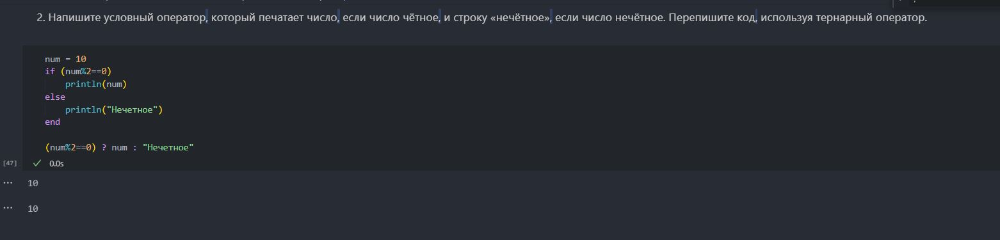 2. Напишите условный оператор, который печатает число, если число чётное, и строку «нечётное», если число нечётное. Перепишите код, используя тернарный оператор.
num = 10
if (num%2==0)
    println(num)
else
    println("Нечетное")
end
(num%2==0) ? num : "Нечетное"
[47] ✓ 0.0s
... 10
... 10